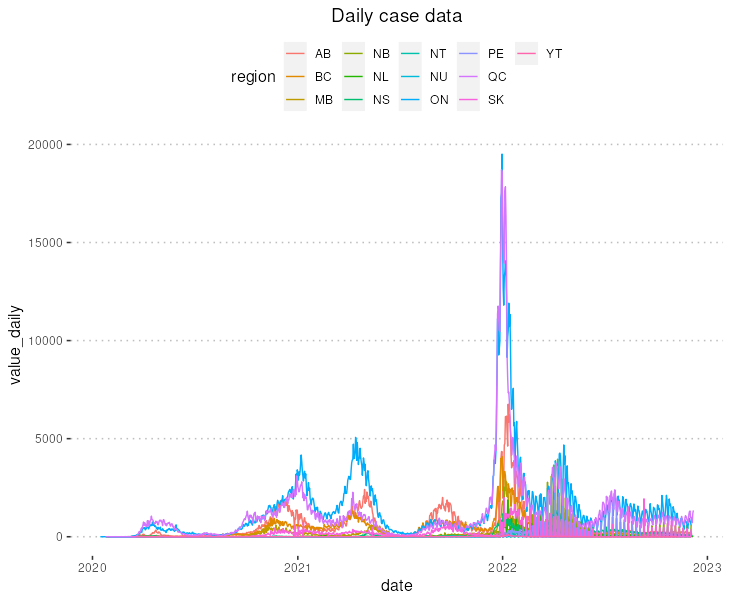 Daily case data
AB NB NT PE YT
region BC NL NU QC
MB NS ON SK
20000
15000
10000
5000
0
value_daily
2020 2021 2022 2023
date